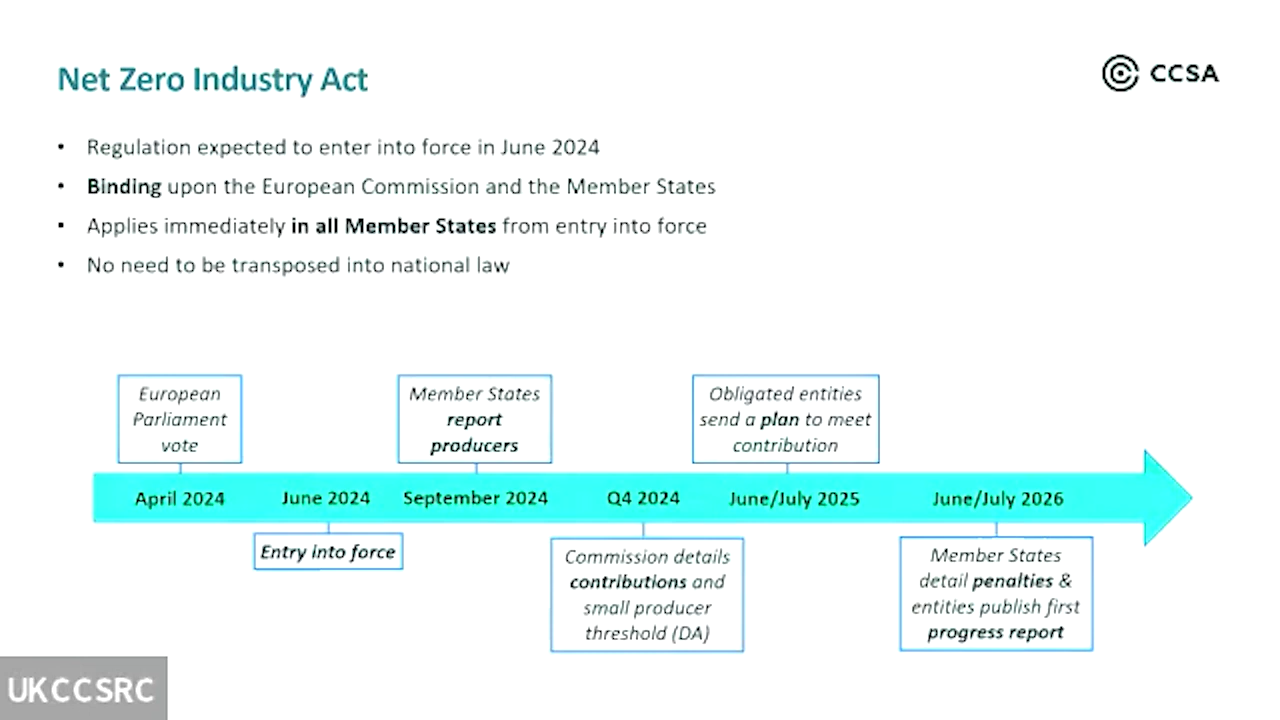 Net Zero Industry Act
CCSA
• Regulation expected to enter into force in June 2024
• Binding upon the European Commission and the Member States
• Applies immediately in all Member States from entry into force
• No need to be transposed into national law
European
Parliament
vote
Member States
report
producers
Obligated entities
send a plan to meet
contribution
April 2024
June 2024
September 2024
Q4 2024
June/July 2025
June/July 2026
Entry into force
Commission details
contributions and
small producer
threshold (DA)
Member States
detail penalties &
entities publish first
progress report
UKCCSRC